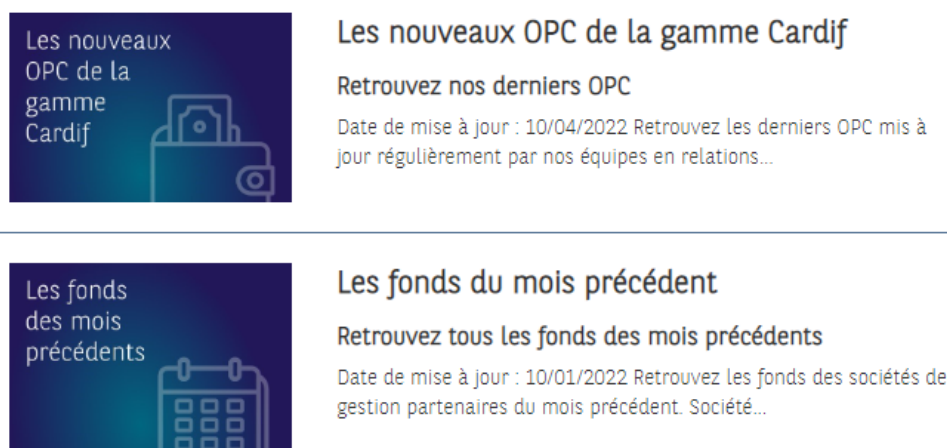 Les nouveaux
OPC de la
gamme
Cardif
Les nouveaux OPC de la gamme Cardif
Retrouvez nos derniers OPC
Date de mise à jour : 10/04/2022 Retrouvez les derniers OPC mis à
jour régulièrement par nos équipes en relations...
Les fonds
des mois
précédents
Les fonds du mois précédent
Retrouvez tous les fonds des mois précédents
Date de mise à jour : 10/01/2022 Retrouvez les fonds des sociétés de
gestion partenaires du mois précédent. Société...